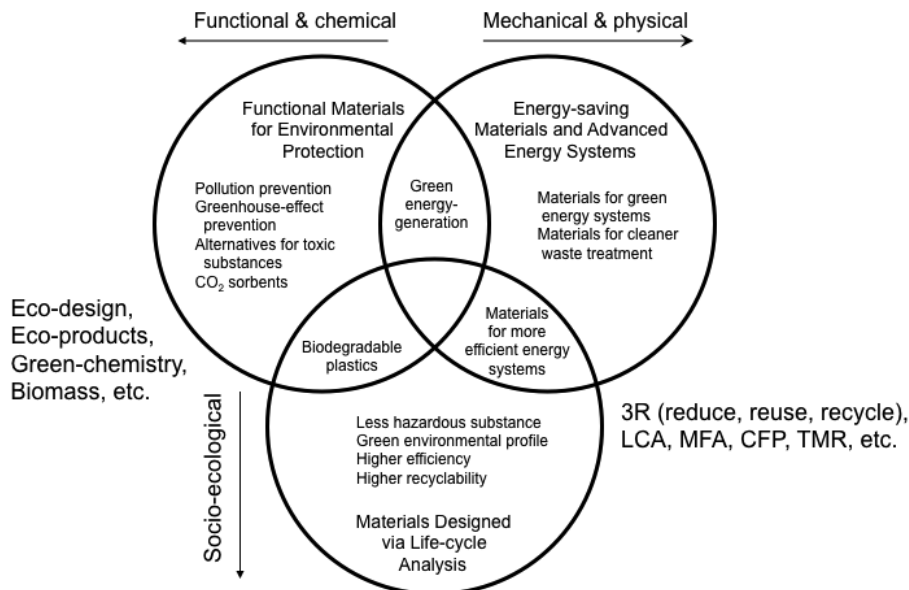 Functional & chemical
Mechanical & physical
Functional Materials
for Environmental
Protection
Energy-saving
Materials and Advanced
Energy Systems
Pollution prevention
Greenhouse-effect
prevention
Alternatives for toxic
substances
CO₂ sorbents
Green
energy-
generation
Materials for green
energy systems
Materials for cleaner
waste treatment
Eco-design,
Eco-products,
Green-chemistry,
Biomass, etc.
Biodegradable
plastics
Materials
for more
efficient energy
systems
3R (reduce, reuse, recycle),
LCA, MFA, CFP, TMR, etc.
Socio-ecological
Less hazardous substance
Green environmental profile
Higher efficiency
Higher recyclability
Materials Designed
via Life-cycle
Analysis